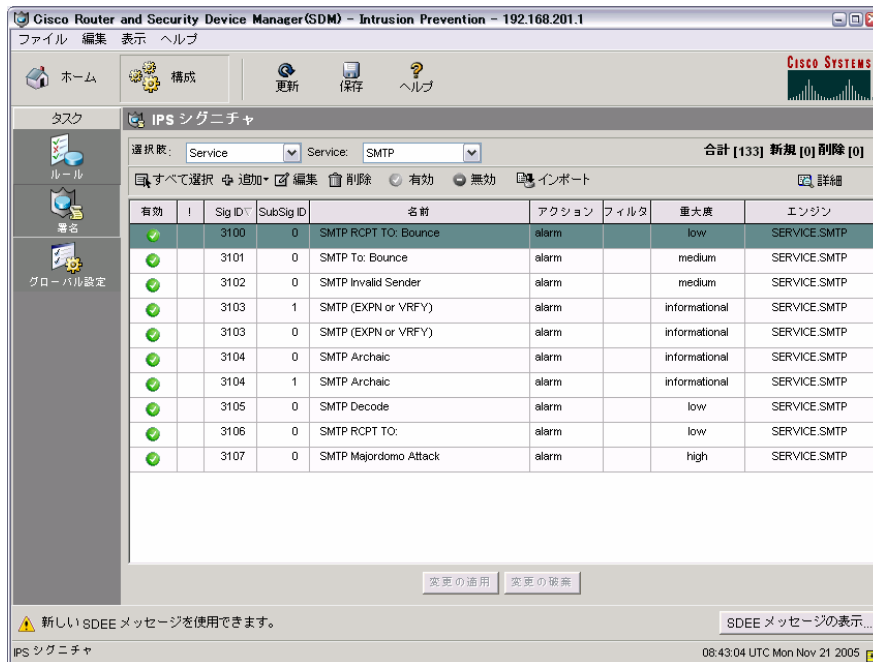 Cisco Router and Security Device Manager(SDM) - Intrusion Prevention - 192.168.201.1
ファイル 編集 表示 ヘルプ
ホーム 構成 更新 保存 ヘルプ
CISCO SYSTEMS
タスク
ルール
署名
グローバル設定
IPS シグニチャ
選択肢: Service Service: SMTP 合計 [133] 新規 [0] 削除 [0]
すべて選択 追加 編集 削除 有効 無効 インポート 詳細
有効 ! Sig ID SubSig ID 名前 アクション フィルタ 重大度 エンジン
3100 0 SMTP RCPT TO: Bounce alarm low SERVICE.SMTP
3101 0 SMTP To: Bounce alarm medium SERVICE.SMTP
3102 0 SMTP Invalid Sender alarm medium SERVICE.SMTP
3103 1 SMTP (EXPN or VRFY) alarm informational SERVICE.SMTP
3103 0 SMTP (EXPN or VRFY) alarm informational SERVICE.SMTP
3104 0 SMTP Archaic alarm informational SERVICE.SMTP
3104 1 SMTP Archaic alarm informational SERVICE.SMTP
3105 0 SMTP Decode alarm low SERVICE.SMTP
3106 0 SMTP RCPT TO: alarm low SERVICE.SMTP
3107 0 SMTP Majordomo Attack alarm high SERVICE.SMTP
変更の適用 変更の破棄
新しい SDEE メッセージを使用できます。 SDEE メッセージの表示...
IPS シグニチャ 08:43:04 UTC Mon Nov 21 2005